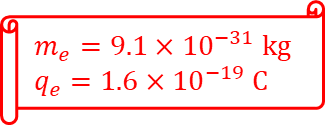 mₑ = 9.1 × 10⁻³¹ kg
qₑ = 1.6 × 10⁻¹⁹ C